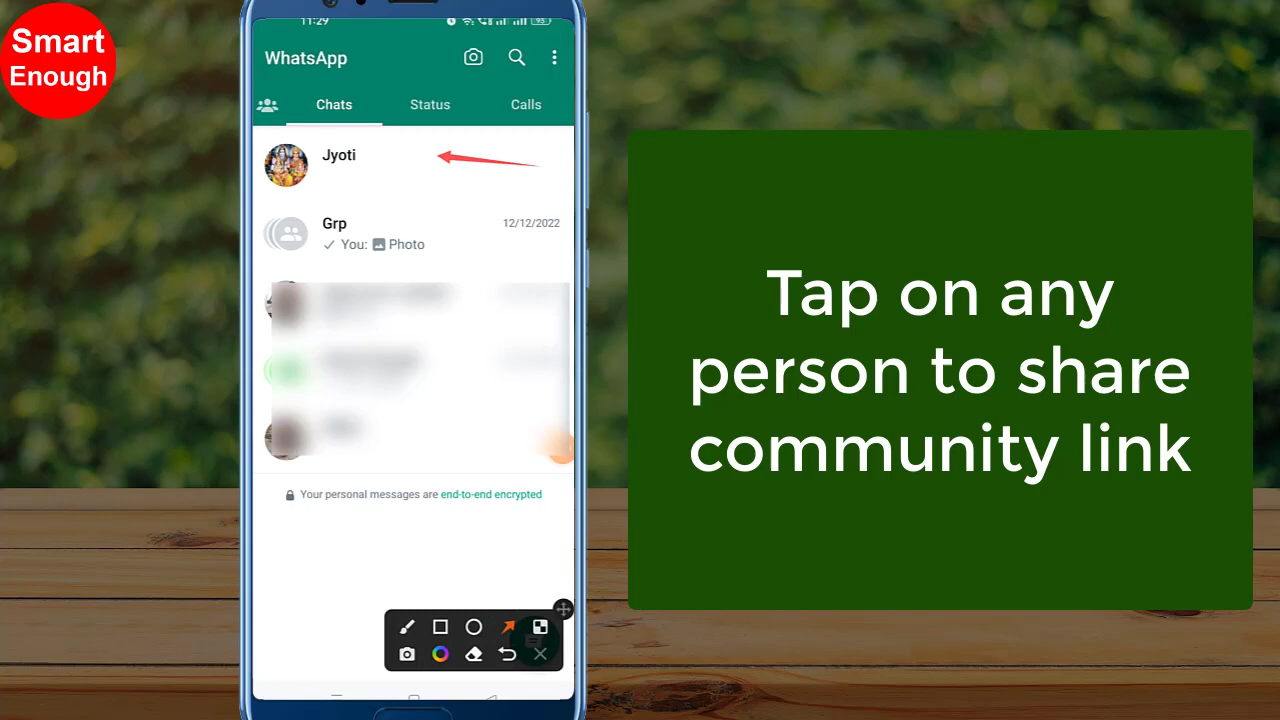 Smart
Enough
11:29
WhatsApp
Chats
Status
Calls
Jyoti
Grp
12/12/2022
You: Photo
Your personal messages are end-to-end encrypted
Tap on any
person to share
community link